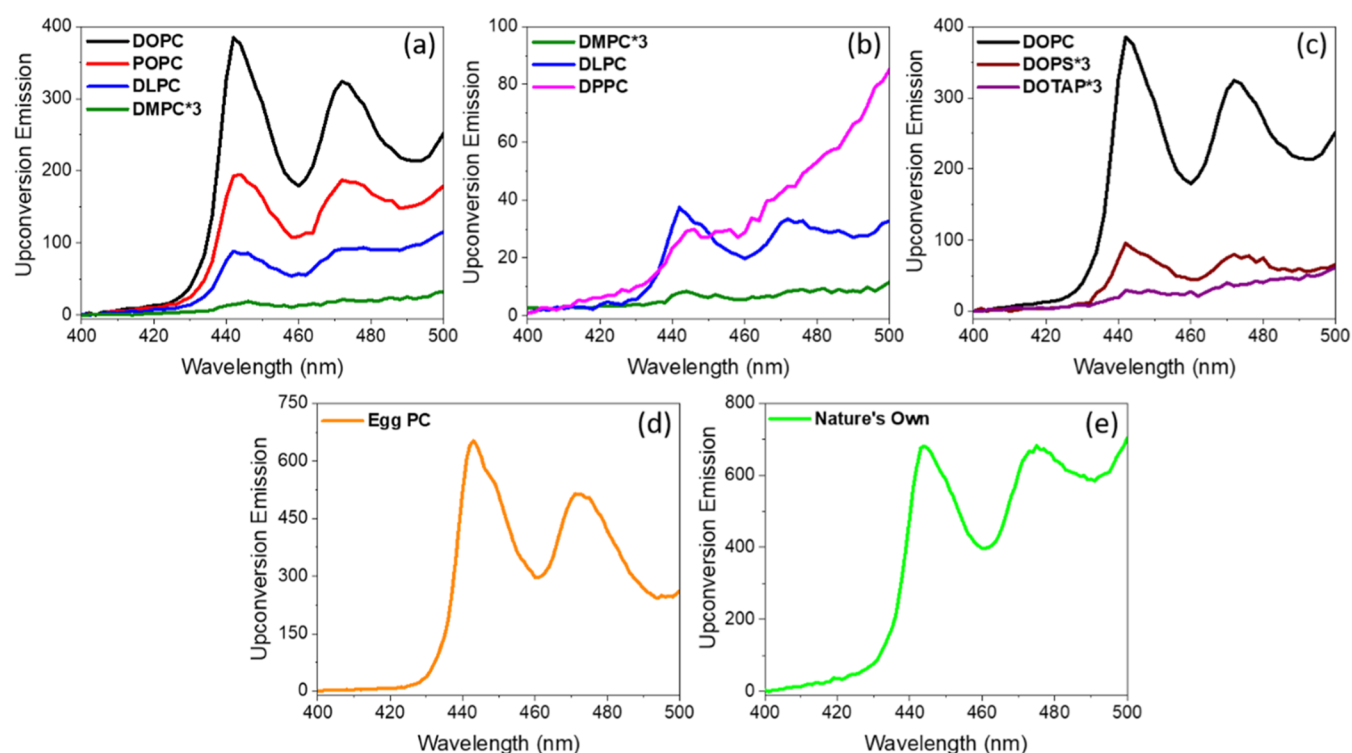 (a)
DOPC
POPC
DLPC
DMPC*3
Upconversion Emission
400
300
200
100
0
400 420 440 460 480 500
Wavelength (nm)
(b)
DMPC*3
DLPC
DPPC
Upconversion Emission
100
80
60
40
20
0
400 420 440 460 480 500
Wavelength (nm)
(c)
DOPC
DOPS*3
DOTAP*3
Upconversion Emission
400
300
200
100
0
400 420 440 460 480 500
Wavelength (nm)
(d)
Egg PC
Upconversion Emission
750
600
450
300
150
0
400 420 440 460 480 500
Wavelength (nm)
(e)
Nature's Own
Upconversion Emission
800
600
400
200
0
400 420 440 460 480 500
Wavelength (nm)